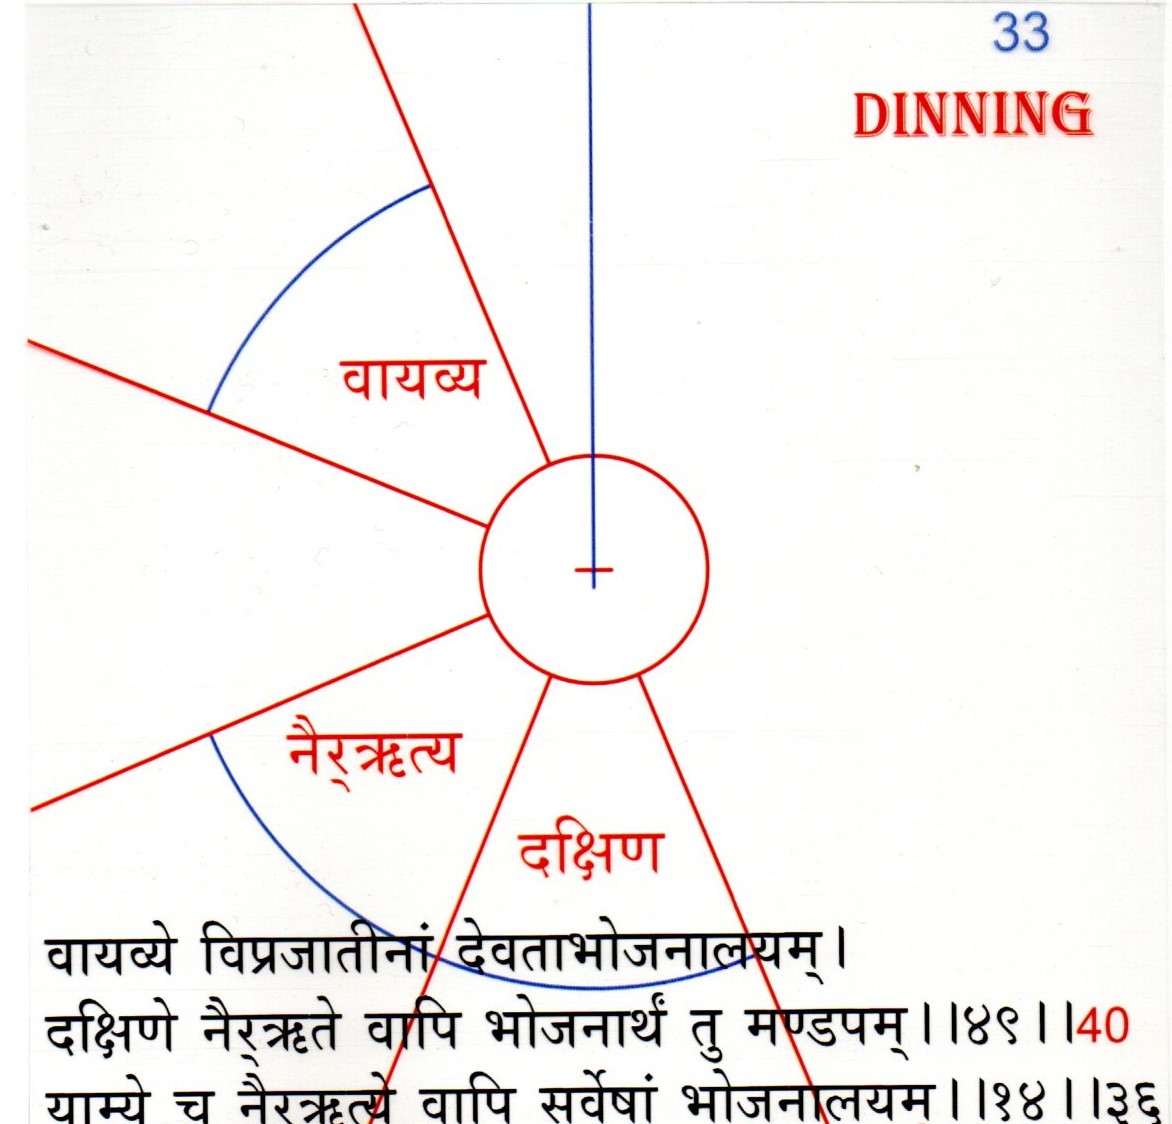 33
DINNING
वायव्य
नैर्‌ऋत्य
दक्षिण
वायव्ये विप्रजातीनां देवताभोजनालयम्।
दक्षिणे नैर्‌ऋते वापि भोजनार्थं तु मण्डपम्।।४९।।40
याम्ये च नैर्‌ऋत्ये वापि सर्वेषां भोजनालयम्।।१४।।३६